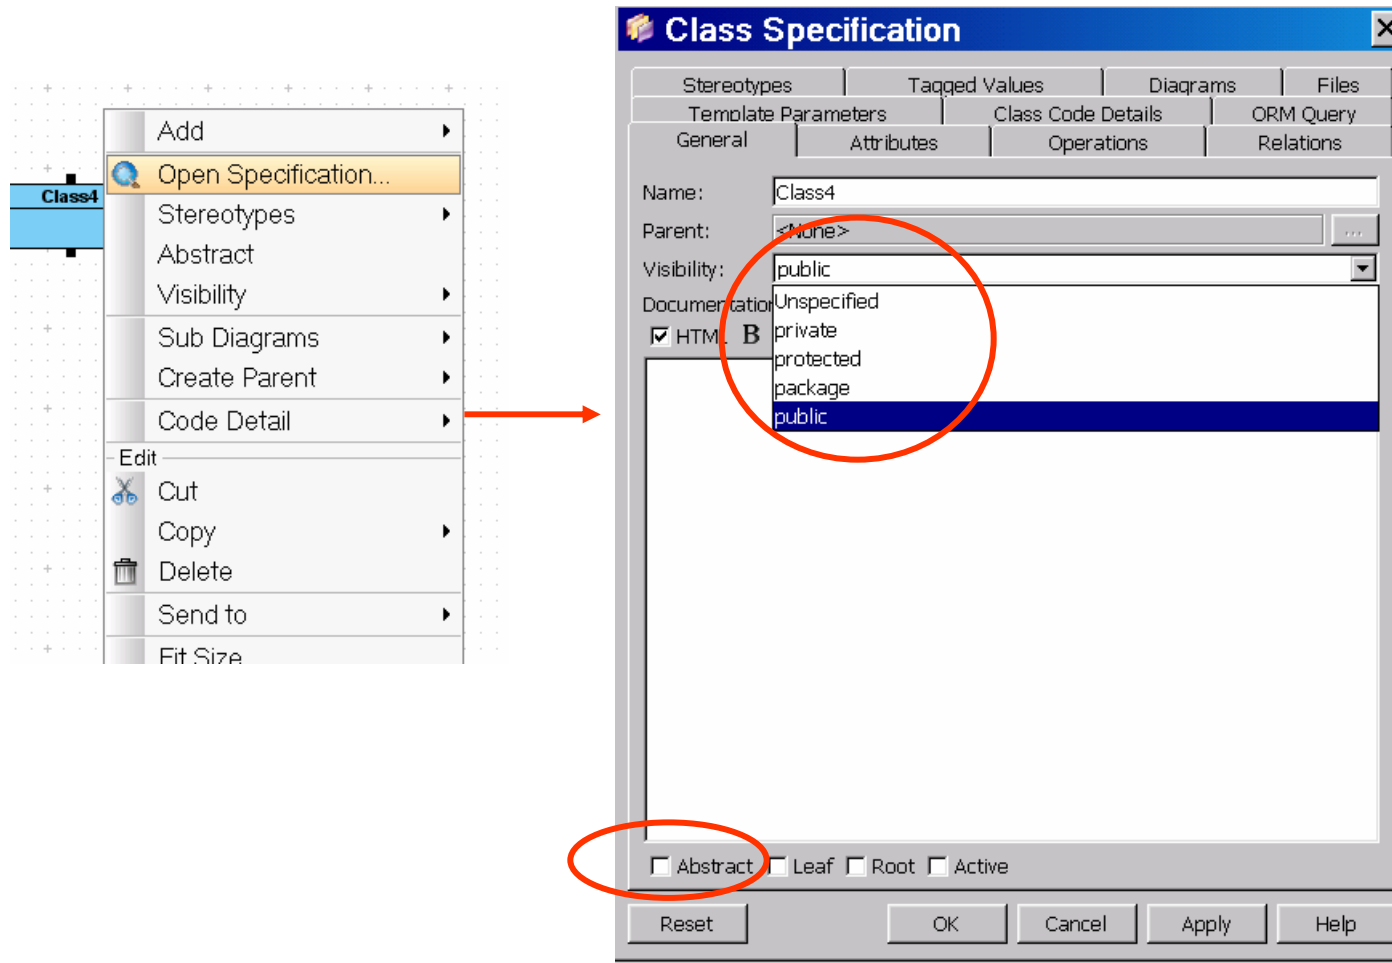 Class4
Add
Open Specification...
Stereotypes
Abstract
Visibility
Sub Diagrams
Create Parent
Code Detail
Edit
Cut
Copy
Delete
Send to
Fit Size
Class Specification
Stereotypes Tagged Values Diagrams Files
Template Parameters Class Code Details ORM Query
General Attributes Operations Relations
Name: Class4
Parent: <None> ...
Visibility: public
Documentation
Unspecified
HTML B private
protected
package
public
Abstract Leaf Root Active
Reset OK Cancel Apply Help